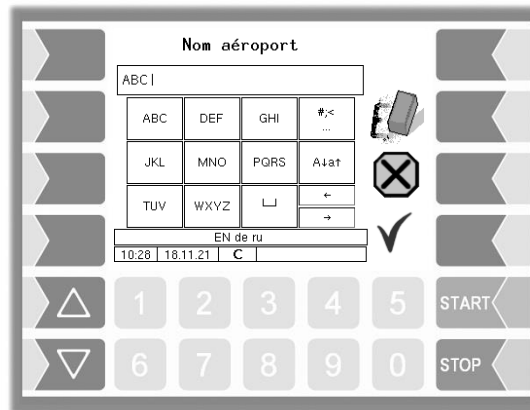 Nom aéroport
ABC|
ABC DEF GHI #;<
...
JKL MNO PQRS A↓a↑
TUV WXYZ ⌴ ←
→
EN de ru
10:28 18.11.21 C
1 2 3 4 5 START
6 7 8 9 0 STOP